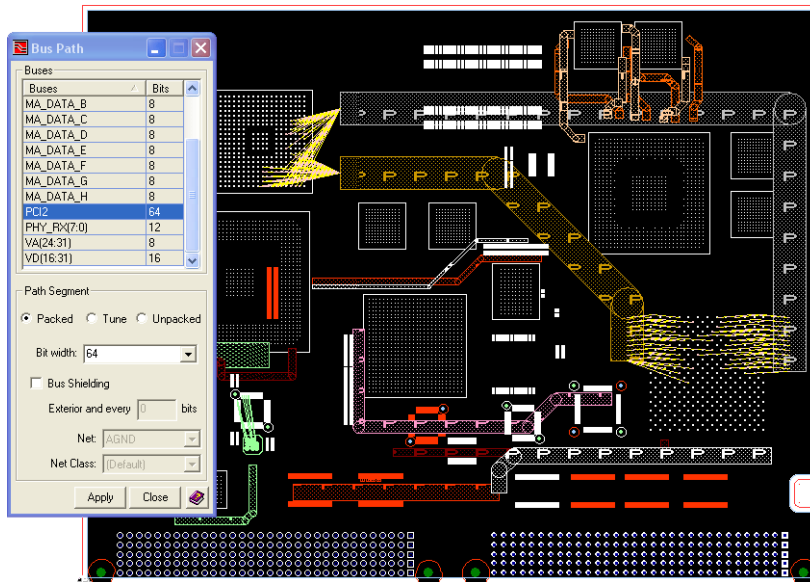 Bus Path
Buses
Buses Bits
MA_DATA_B 8
MA_DATA_C 8
MA_DATA_D 8
MA_DATA_E 8
MA_DATA_F 8
MA_DATA_G 8
MA_DATA_H 8
PCI2 64
PHY_RX(7:0) 12
VA(24:31) 8
VD(16:31) 16
Path Segment
Packed Tune Unpacked
Bit width: 64
Bus Shielding
Exterior and every 0 bits
Net: AGND
Net Class: (Default)
Apply Close
P P P P P P P P P P
P P P P
P
P P
P P
P P
P P
P
P P P P P P P P P